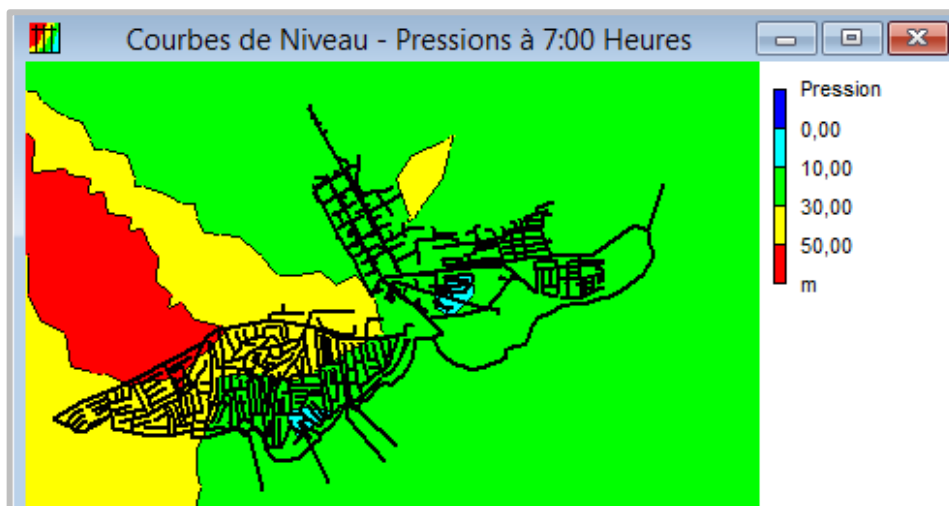 Courbes de Niveau - Pressions à 7:00 Heures
Pression
0,00
10,00
30,00
50,00
m